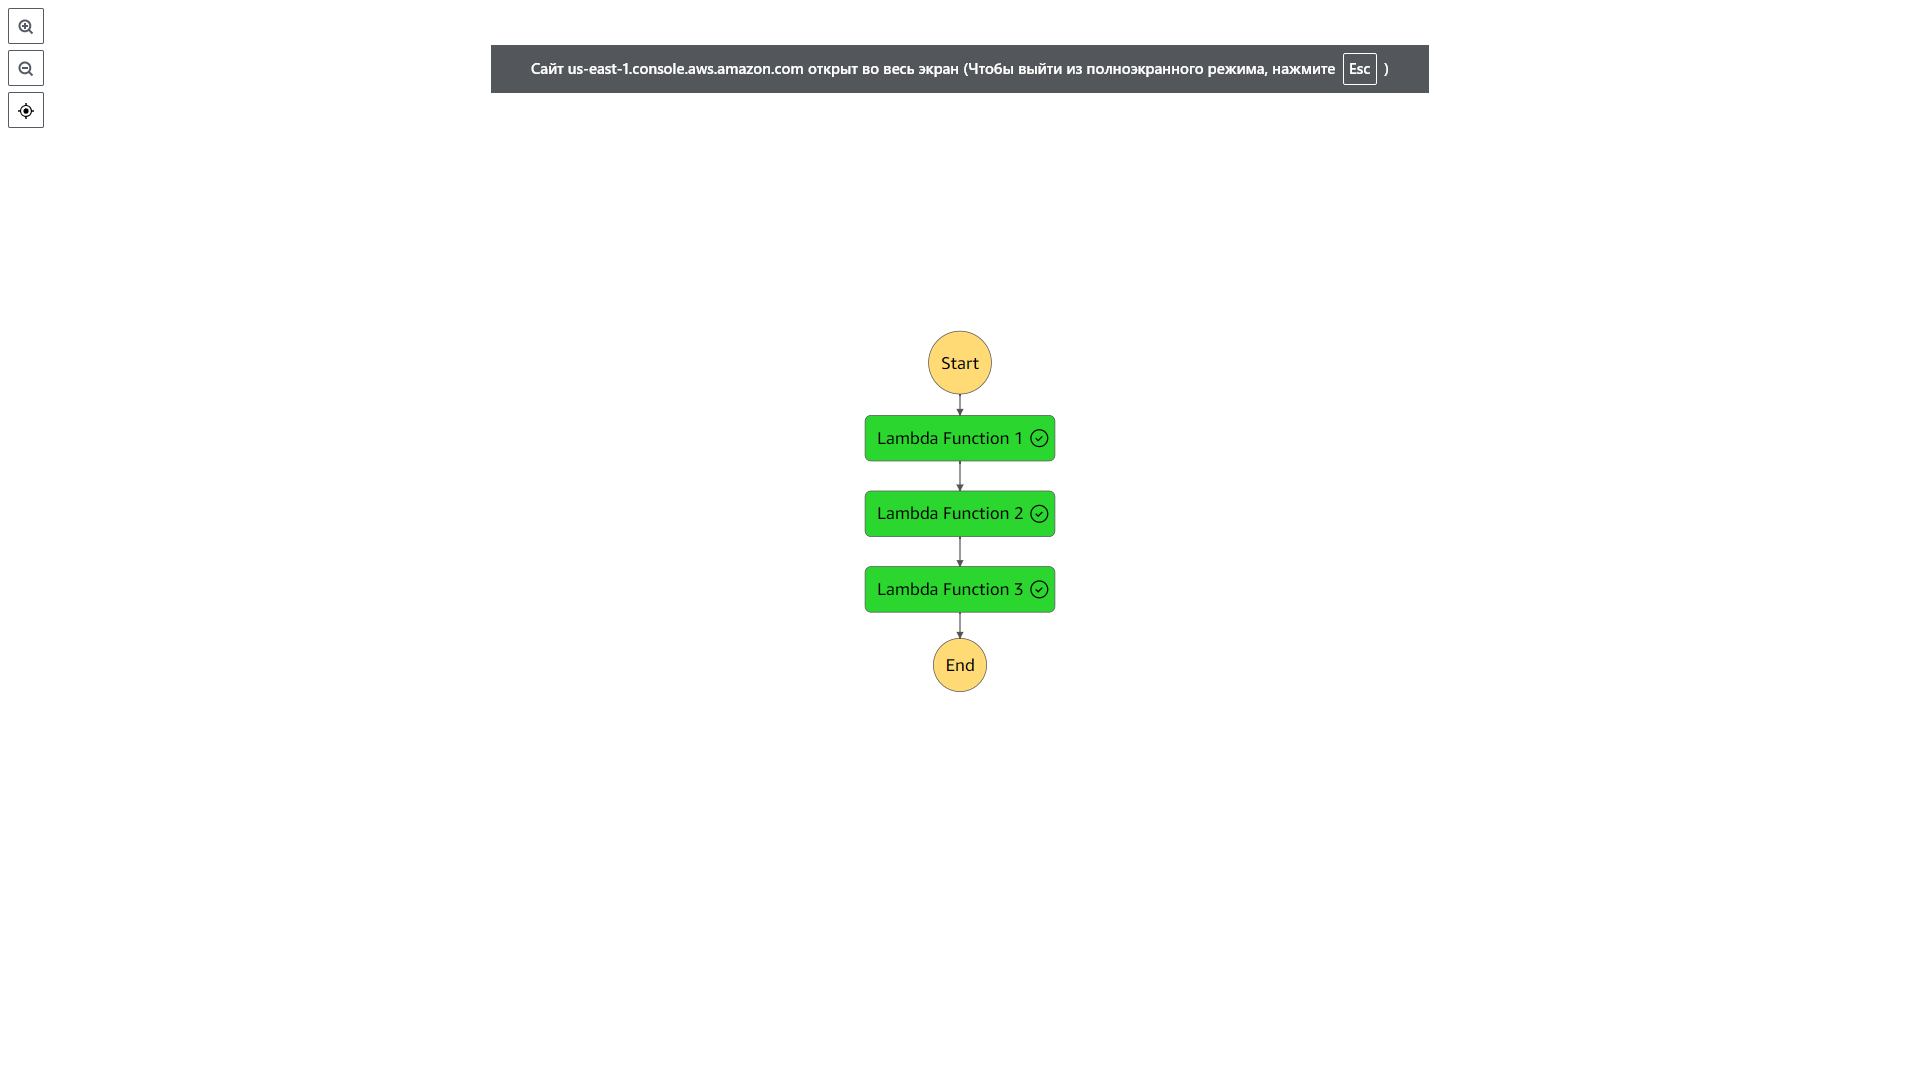 Сайт us-east-1.console.aws.amazon.com открыт во весь экран (Чтобы выйти из полноэкранного режима, нажмите Esc )
Start
Lambda Function 1
Lambda Function 2
Lambda Function 3
End